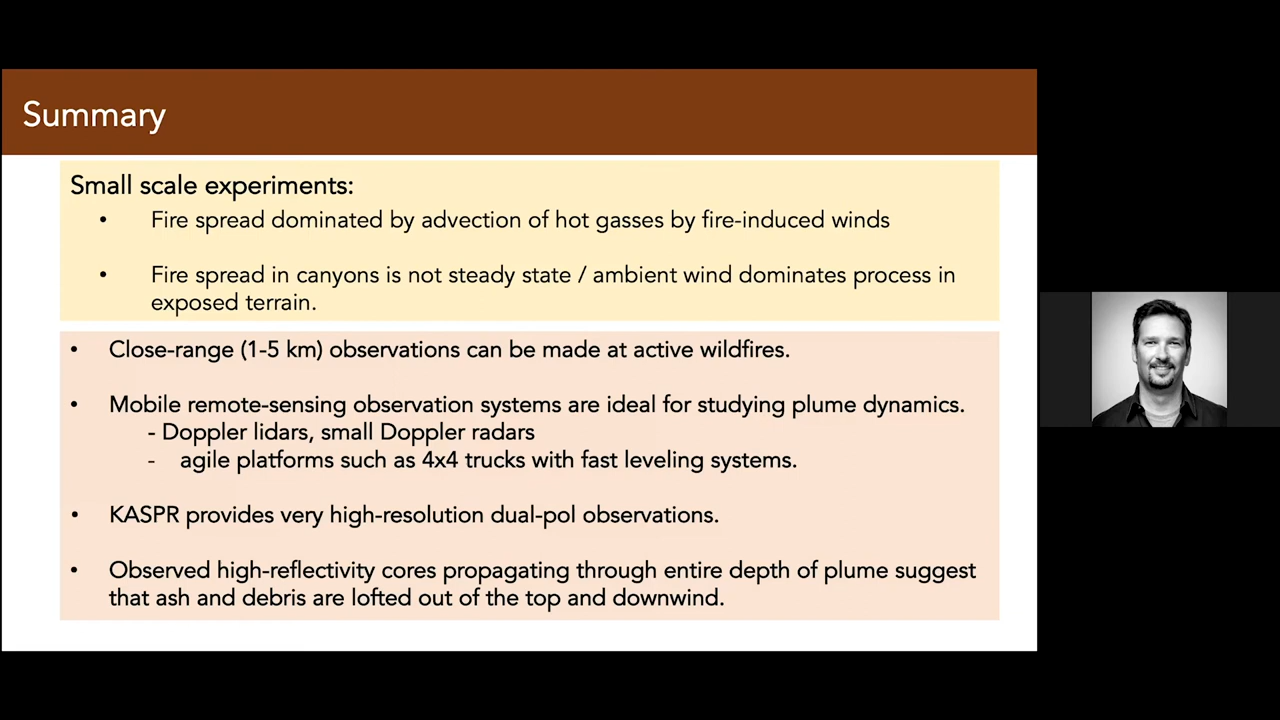 Summary
Small scale experiments:
• Fire spread dominated by advection of hot gasses by fire-induced winds
• Fire spread in canyons is not steady state / ambient wind dominates process in
exposed terrain.
• Close-range (1-5 km) observations can be made at active wildfires.
• Mobile remote-sensing observation systems are ideal for studying plume dynamics.
- Doppler lidars, small Doppler radars
- agile platforms such as 4x4 trucks with fast leveling systems.
• KASPR provides very high-resolution dual-pol observations.
• Observed high-reflectivity cores propagating through entire depth of plume suggest
that ash and debris are lofted out of the top and downwind.